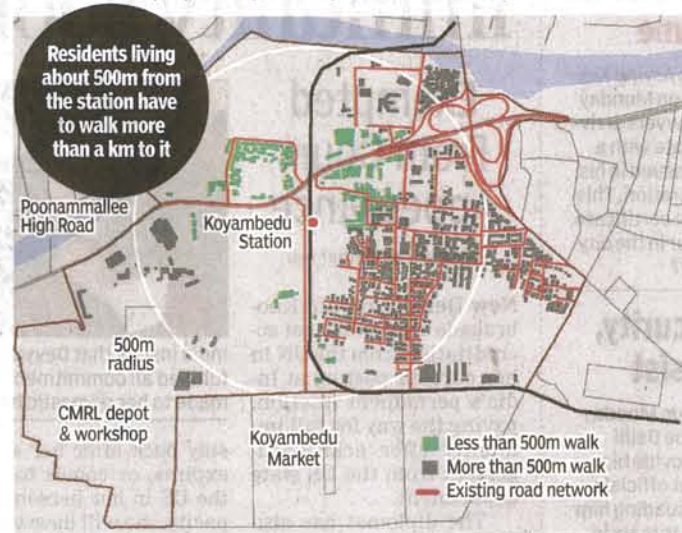 Residents living
about 500m from
the station have
to walk more
than a km to it
Poonammallee
High Road
Koyambedu
Station
500m
radius
CMRL depot
& workshop
Koyambedu
Market
Less than 500m walk
More than 500m walk
Existing road network